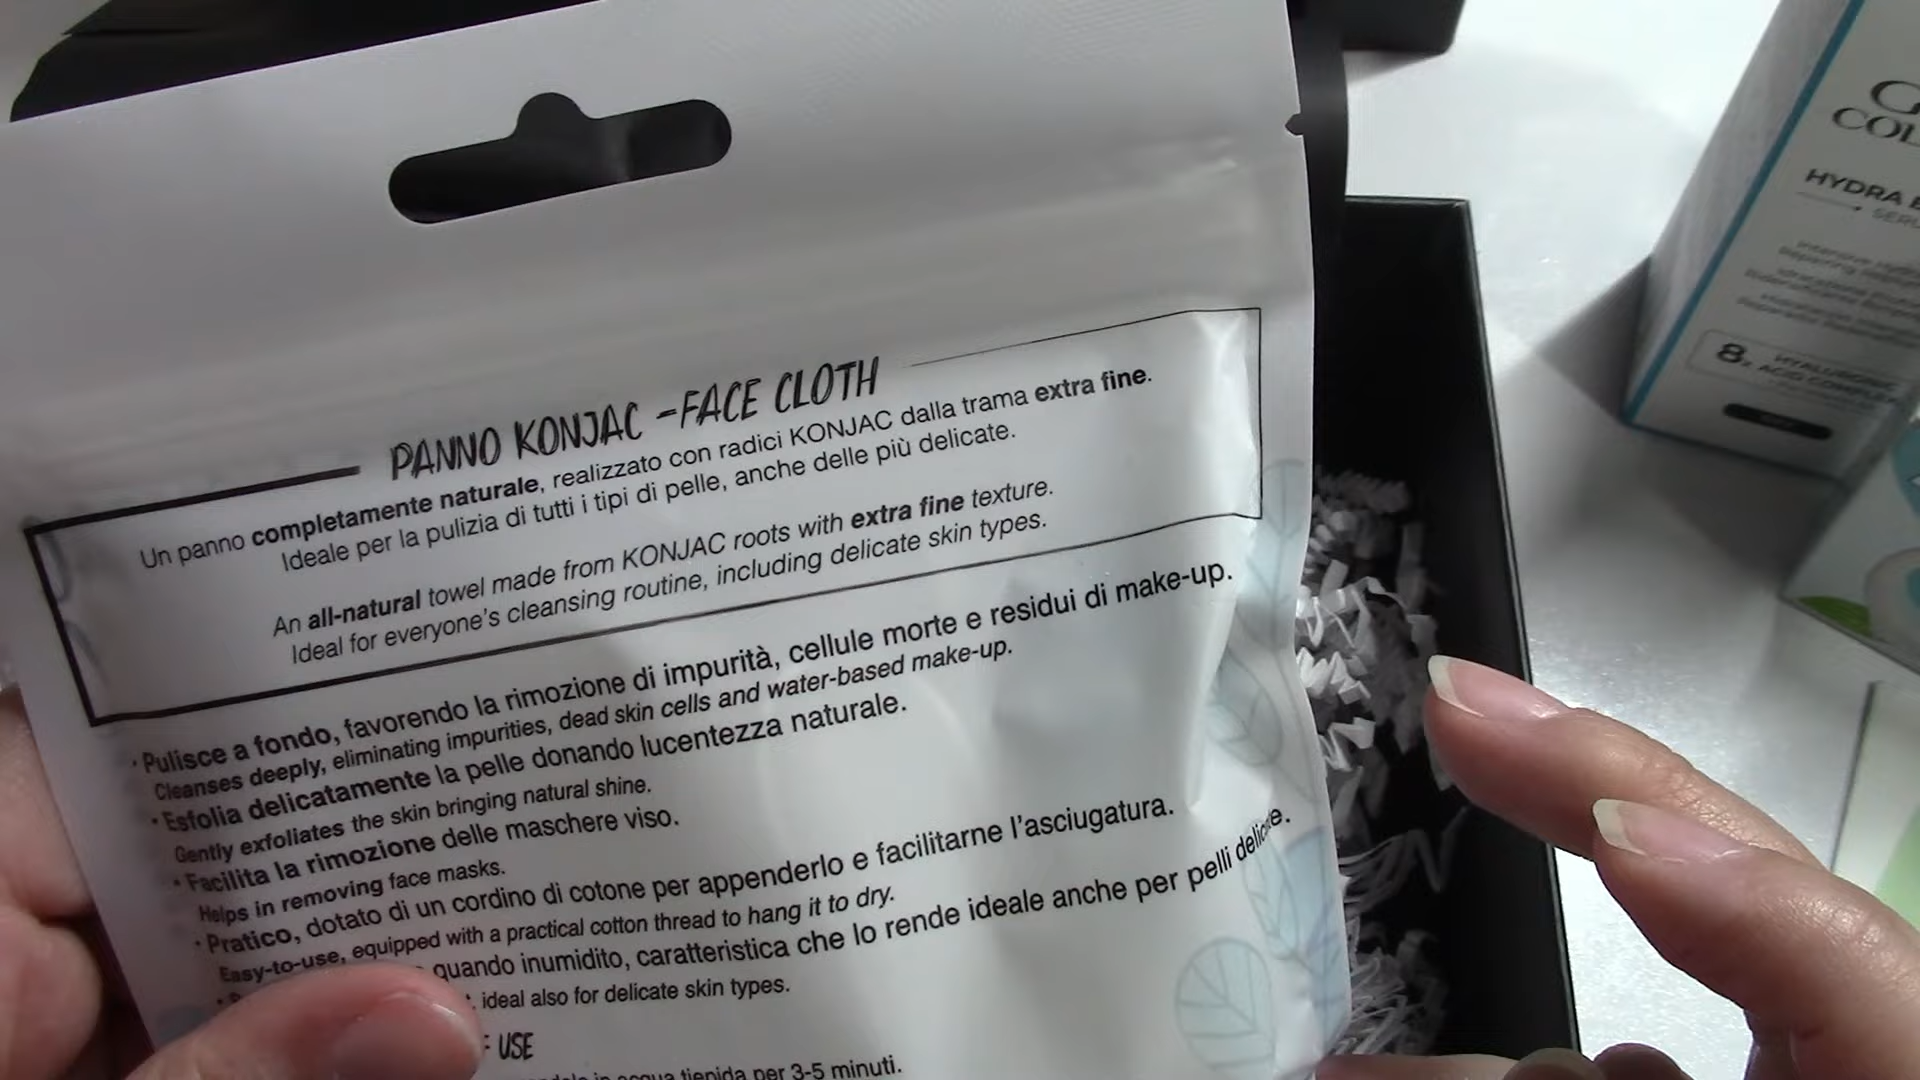 PANNO KONJAC -FACE CLOTH
Un panno completamente naturale, realizzato con radici KONJAC dalla trama extra fine.
Ideale per la pulizia di tutti i tipi di pelle, anche delle più delicate.
An all-natural towel made from KONJAC roots with extra fine texture.
Ideal for everyone's cleansing routine, including delicate skin types.
· Pulisce a fondo, favorendo la rimozione di impurità, cellule morte e residui di make-up.
Cleanses deeply, eliminating impurities, dead skin cells and water-based make-up.
· Esfolia delicatamente la pelle donando lucentezza naturale.
Gently exfoliates the skin bringing natural shine.
· Facilita la rimozione delle maschere viso.
Helps in removing face masks.
· Pratico, dotato di un cordino di cotone per appenderlo e facilitarne l'asciugatura.
Easy-to-use, equipped with a practical cotton thread to hang it to dry.
quando inumidito, caratteristica che lo rende ideale anche per pelli delicate.
ideal also for delicate skin types.
USE
in acqua tiepida per 3-5 minuti.
HYDRA
8x HYALURONIC
ACID COMPLEX